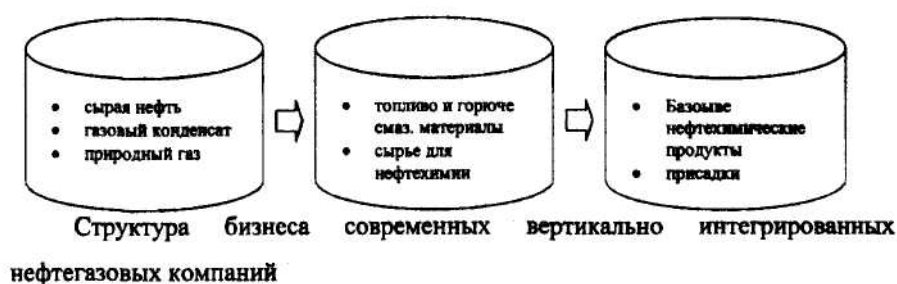 • сырая нефть
• газовый конденсат
• природный газ
• топливо и горюче
смаз. материалы
• сырье для
нефтехимии
• Базоыве
нефтехимические
продукты
• присадки
Структура бизнеса современных вертикально интегрированных
нефтегазовых компаний